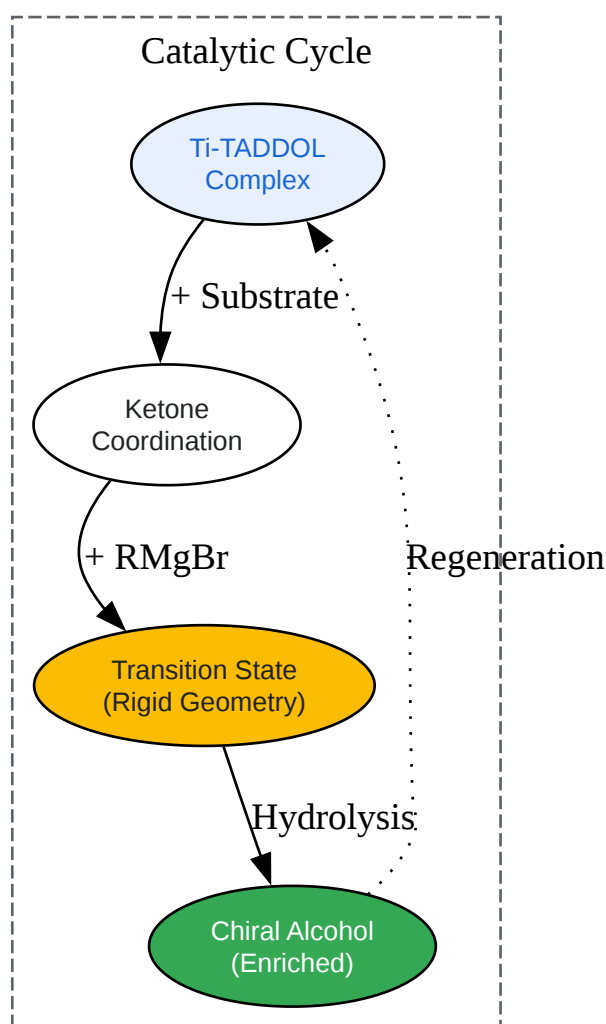 Catalytic Cycle
Ti-TADDOL
Complex
+ Substrate
Ketone
Coordination
+ RMgBr
Regeneration
Transition State
(Rigid Geometry)
Hydrolysis
Chiral Alcohol
(Enriched)